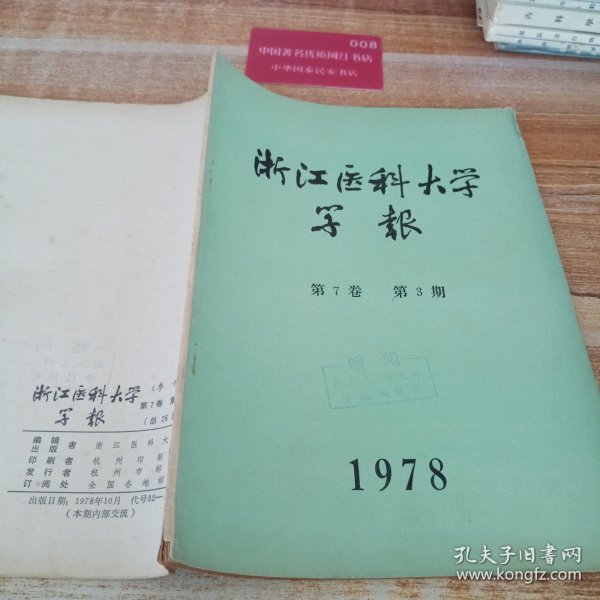 008
中国著名优质网红书店
中华国泰民安书店
浙江医科大学
学报
第7卷 第3期
赠阅
1978
浙江医科大学
学报
第7卷
编辑
出版者 浙江医科大
印刷者 杭州印刷
发行者 杭州市邮
订阅处 全国各地邮
出版日期：1978年10月 代号32—
（本期内部交流）
孔夫子旧书网
www.kongfz.com